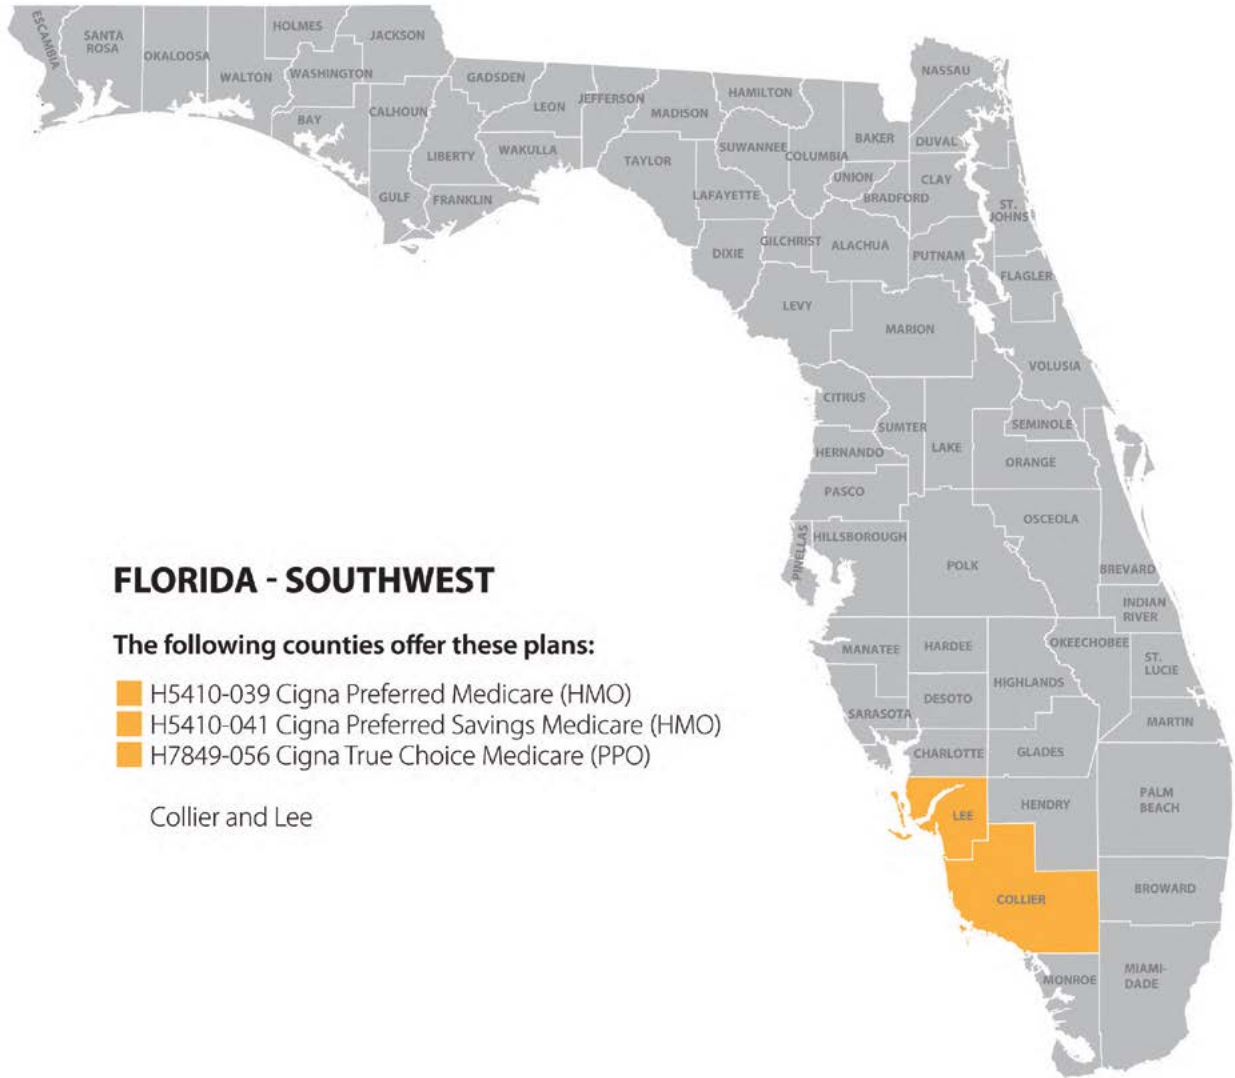 ESCAMBIA
SANTA
ROSA
OKALOOSA
WALTON
HOLMES
WASHINGTON
JACKSON
BAY
CALHOUN
GULF
LIBERTY
GADSDEN
FRANKLIN
LEON
WAKULLA
JEFFERSON
MADISON
TAYLOR
HAMILTON
SUWANNEE
LAFAYETTE
DIXIE
COLUMBIA
GILCHRIST
BAKER
UNION
BRADFORD
ALACHUA
LEVY
NASSAU
DUVAL
CLAY
ST.
JOHNS
PUTNAM
FLAGLER
MARION
VOLUSIA
CITRUS
SUMTER
LAKE
SEMINOLE
HERNANDO
ORANGE
PASCO
OSCEOLA
PINELLAS
HILLSBOROUGH
POLK
BREVARD
INDIAN
RIVER
MANATEE
HARDEE
OKEECHOBEE
ST.
LUCIE
HIGHLANDS
DESOTO
SARASOTA
MARTIN
CHARLOTTE
GLADES
LEE
HENDRY
PALM
BEACH
COLLIER
BROWARD
MONROE
MIAMI-
DADE
FLORIDA - SOUTHWEST
The following counties offer these plans:
H5410-039 Cigna Preferred Medicare (HMO)
H5410-041 Cigna Preferred Savings Medicare (HMO)
H7849-056 Cigna True Choice Medicare (PPO)
Collier and Lee